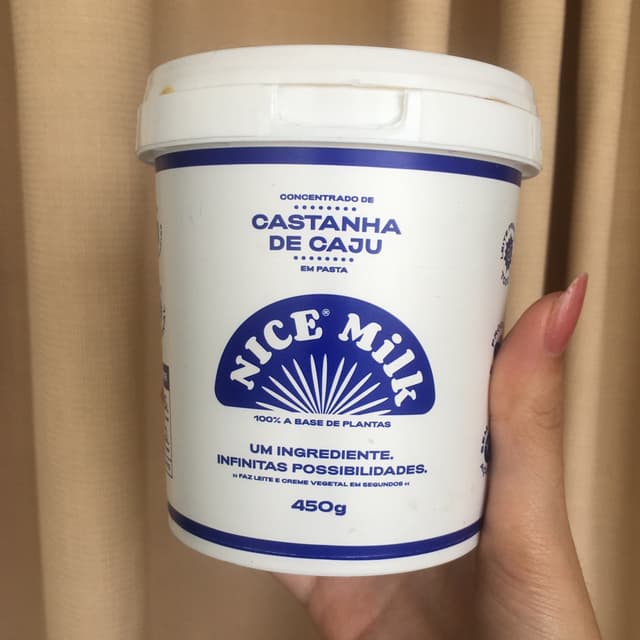 CONCENTRADO DE
CASTANHA
DE CAJU
EM PASTA
NICE® Milk
100% A BASE DE PLANTAS
UM INGREDIENTE.
INFINITAS POSSIBILIDADES.
›› FAZ LEITE E CREME VEGETAL EM SEGUNDOS ‹‹
450g